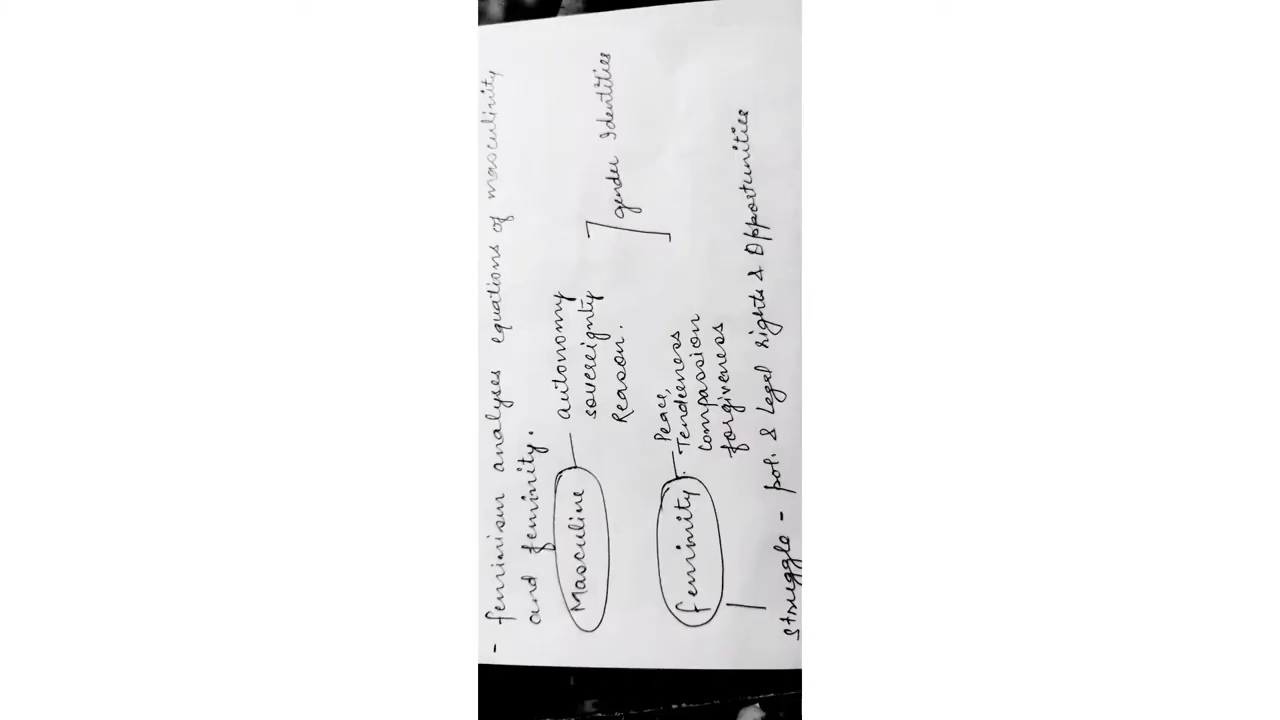 - feminism analyses equations of masculinity
and feminity.
Masculine — autonomy
sovereignty
Reason.
] gender Identities
feminity — Peace,
Tenderness
compassion
forgiveness
struggle - pol. & legal rights & Opportunities